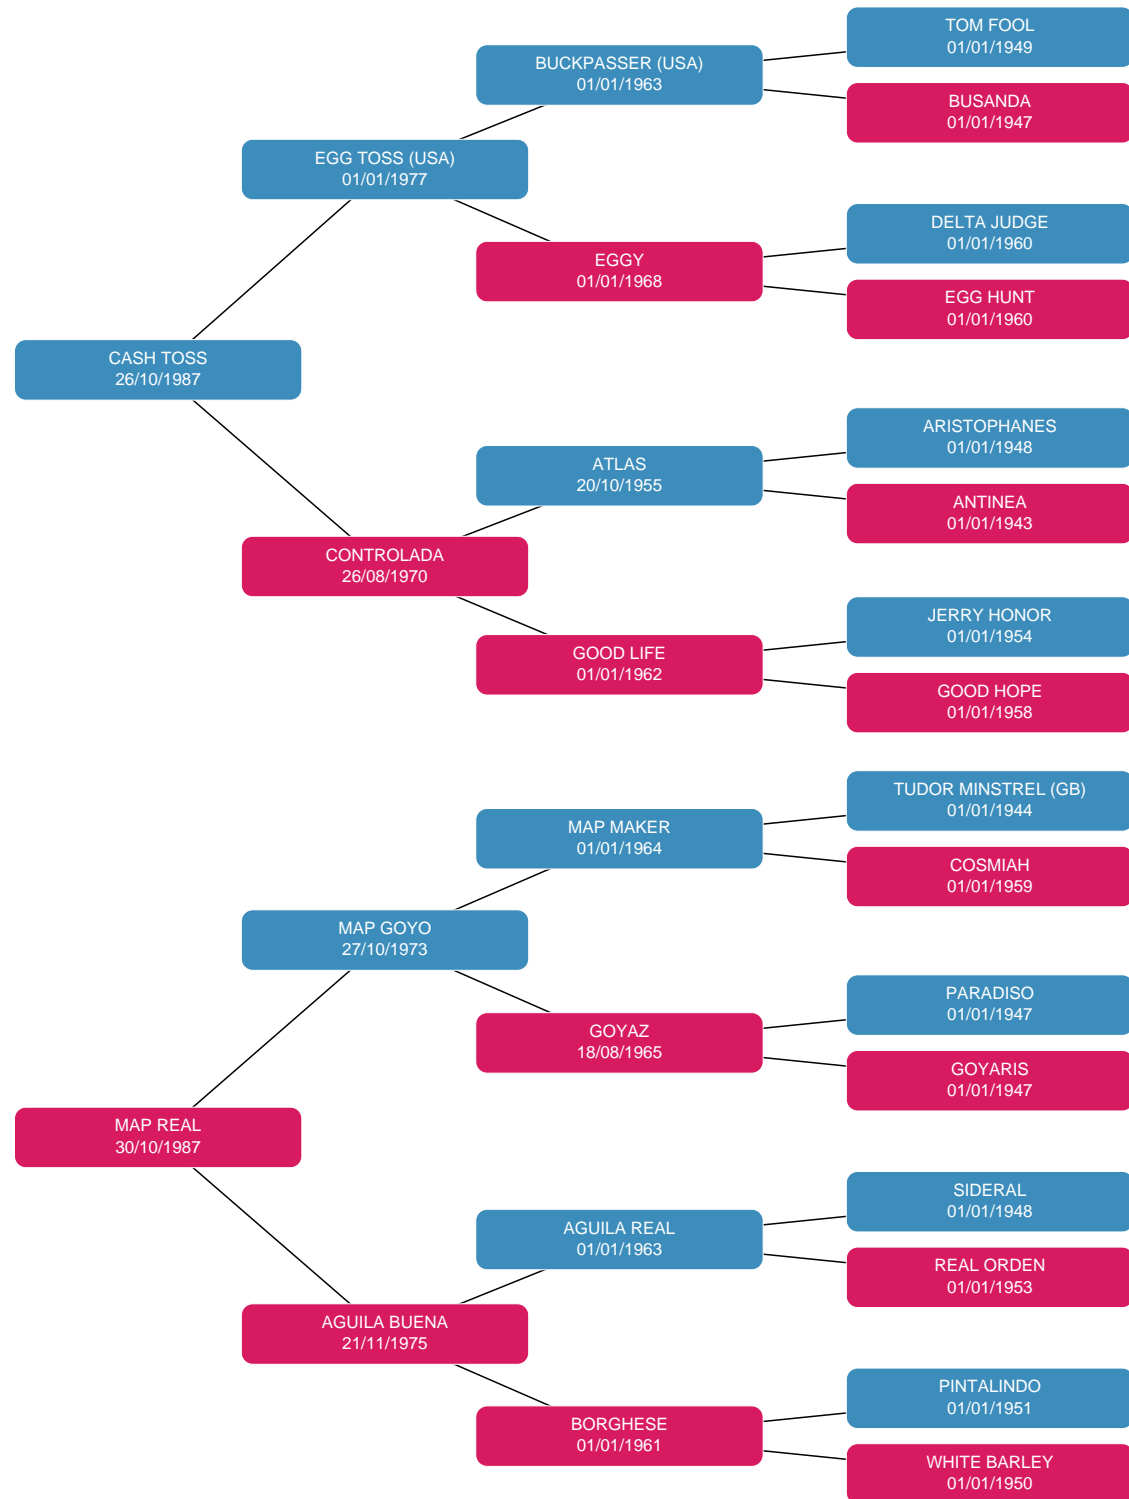 TOM FOOL
01/01/1949
BUCKPASSER (USA)
01/01/1963
BUSANDA
01/01/1947
EGG TOSS (USA)
01/01/1977
DELTA JUDGE
01/01/1960
EGGY
01/01/1968
EGG HUNT
01/01/1960
CASH TOSS
26/10/1987
ARISTOPHANES
01/01/1948
ATLAS
20/10/1955
ANTINEA
01/01/1943
CONTROLADA
26/08/1970
JERRY HONOR
01/01/1954
GOOD LIFE
01/01/1962
GOOD HOPE
01/01/1958
TUDOR MINSTREL (GB)
01/01/1944
MAP MAKER
01/01/1964
COSMIAH
01/01/1959
MAP GOYO
27/10/1973
PARADISO
01/01/1947
GOYAZ
18/08/1965
GOYARIS
01/01/1947
MAP REAL
30/10/1987
SIDERAL
01/01/1948
AGUILA REAL
01/01/1963
REAL ORDEN
01/01/1953
AGUILA BUENA
21/11/1975
PINTALINDO
01/01/1951
BORGHESE
01/01/1961
WHITE BARLEY
01/01/1950